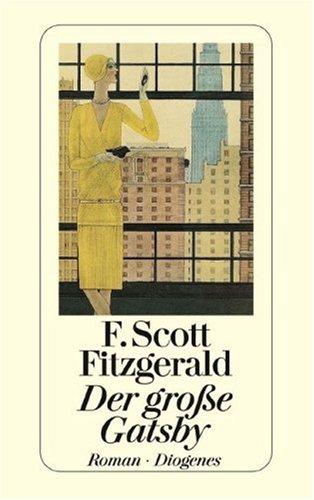 F. Scott
Fitzgerald
Der große
Gatsby
Roman · Diogenes